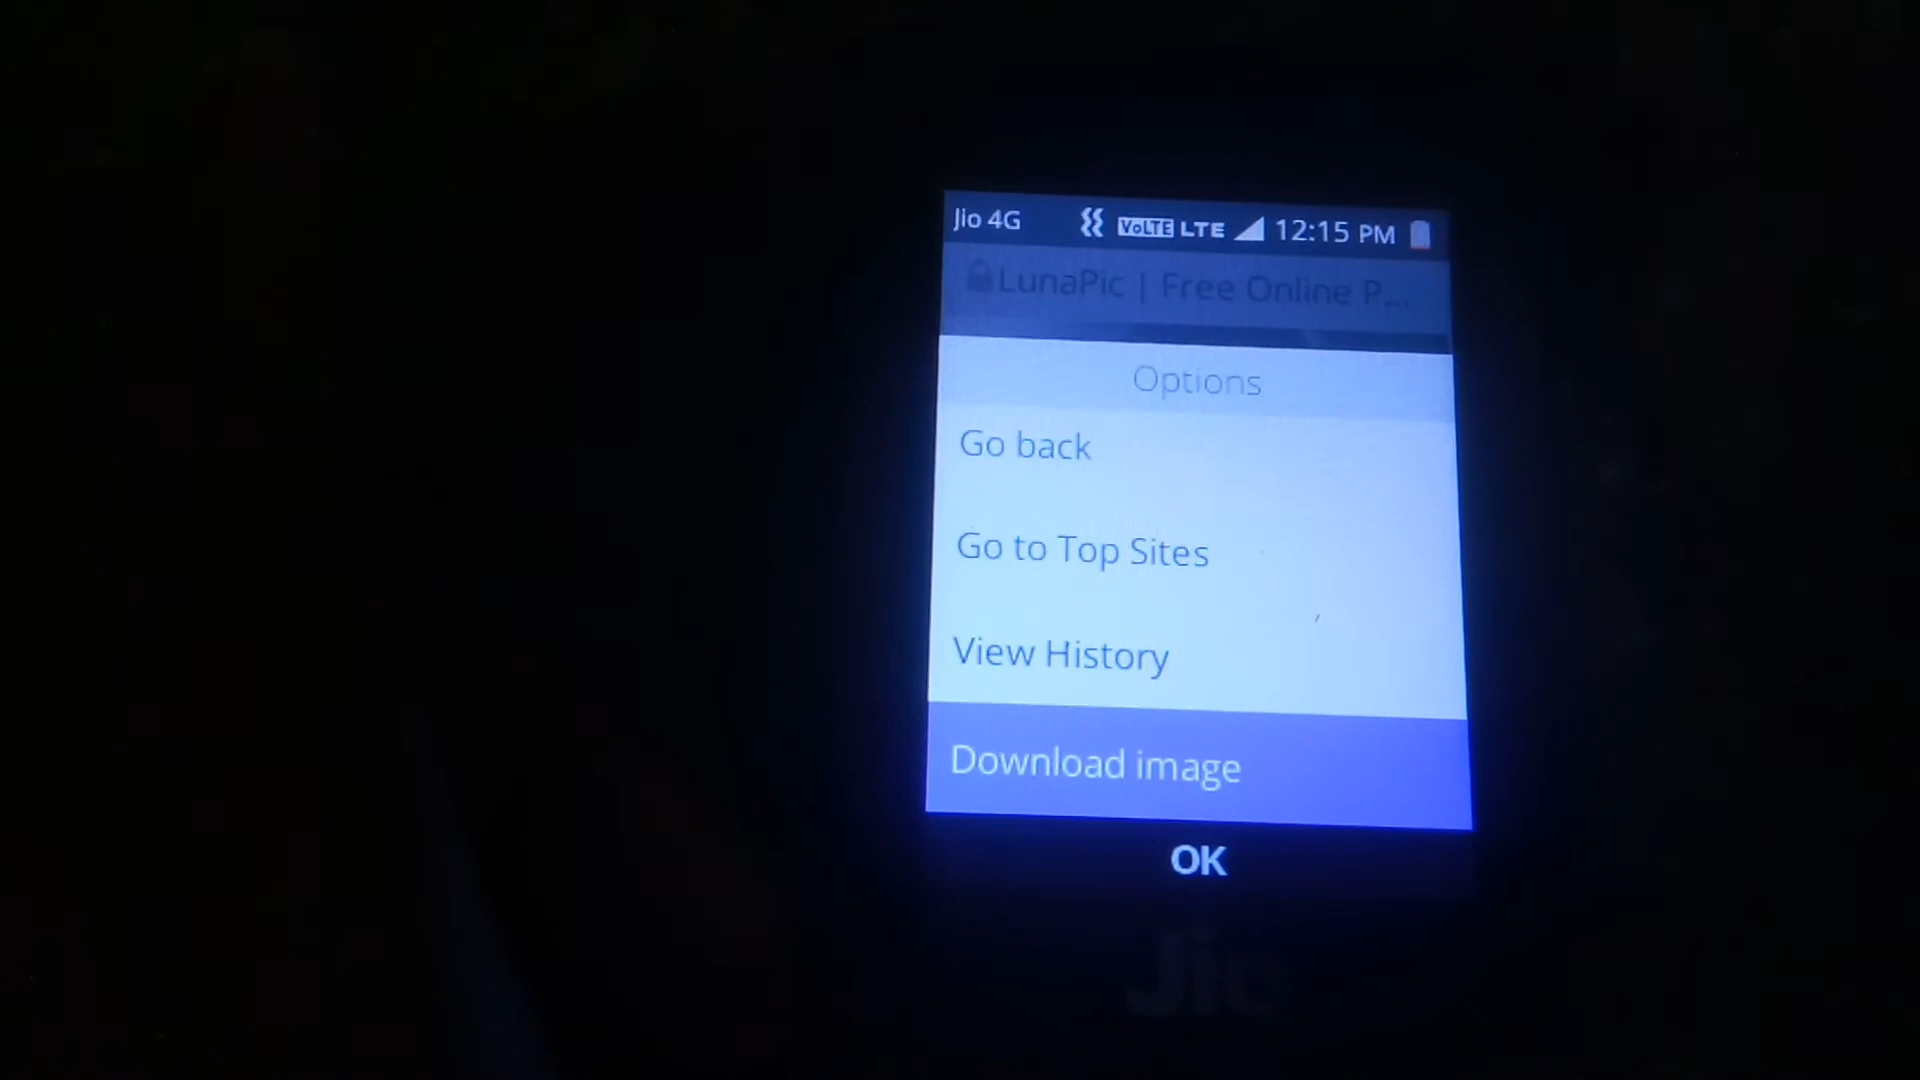 Jio 4G VoLTE LTE 12:15 PM
LunaPic | Free Online P...
Options
Go back
Go to Top Sites
View History
Download image
OK
Jio